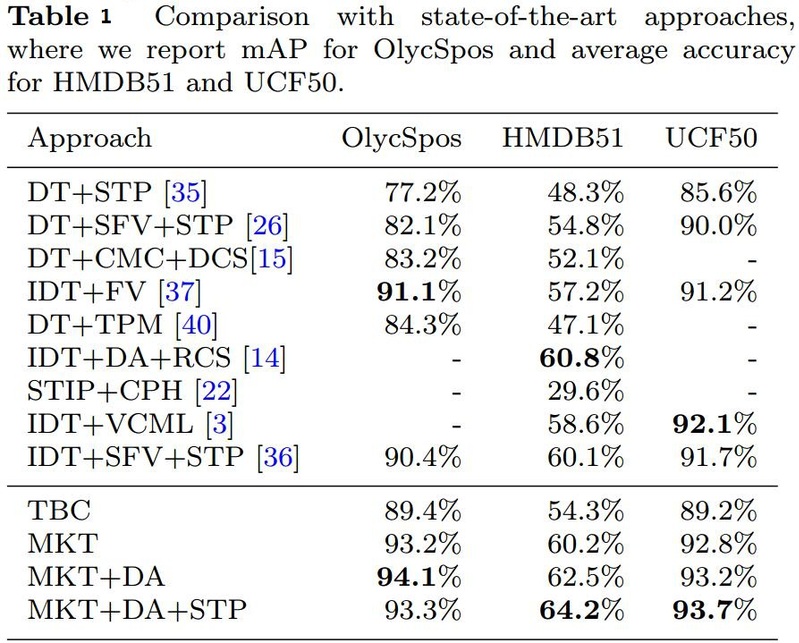 Table 1 Comparison with state-of-the-art approaches,
where we report mAP for OlycSpos and average accuracy
for HMDB51 and UCF50.
Approach OlycSpos HMDB51 UCF50
DT+STP [35] 77.2% 48.3% 85.6%
DT+SFV+STP [26] 82.1% 54.8% 90.0%
DT+CMC+DCS[15] 83.2% 52.1% -
IDT+FV [37] 91.1% 57.2% 91.2%
DT+TPM [40] 84.3% 47.1% -
IDT+DA+RCS [14] - 60.8% -
STIP+CPH [22] - 29.6% -
IDT+VCML [3] - 58.6% 92.1%
IDT+SFV+STP [36] 90.4% 60.1% 91.7%
TBC 89.4% 54.3% 89.2%
MKT 93.2% 60.2% 92.8%
MKT+DA 94.1% 62.5% 93.2%
MKT+DA+STP 93.3% 64.2% 93.7%